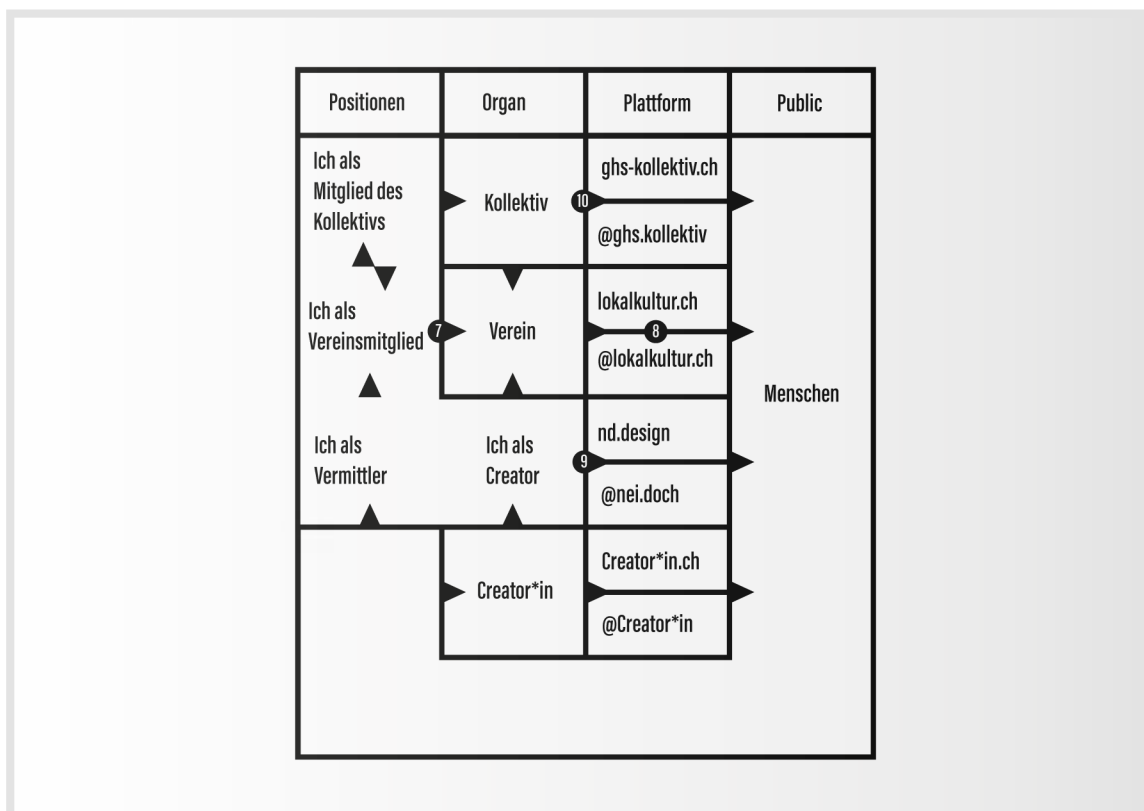 Positionen
Organ
Plattform
Public
Ich als
Mitglied des
Kollektivs
Kollektiv
10
ghs-kollektiv.ch
@ghs.kollektiv
Ich als
Vereinsmitglied
7
Verein
lokalkultur.ch
8
@lokalkultur.ch
Menschen
Ich als
Vermittler
Ich als
Creator
9
nd.design
@nei.doch
Creator*in
Creator*in.ch
@Creator*in